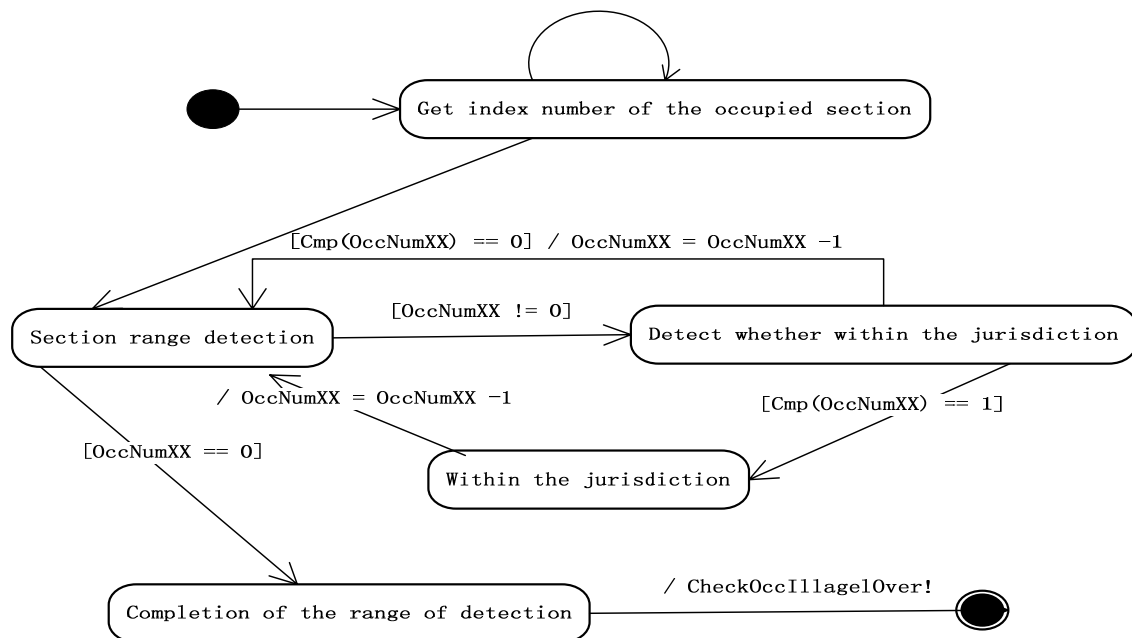 Get index number of the occupied section
[Cmp(OccNumXX) == 0] / OccNumXX = OccNumXX -1
[OccNumXX != 0]
Section range detection
Detect whether within the jurisdiction
/ OccNumXX = OccNumXX -1
[Cmp(OccNumXX) == 1]
[OccNumXX == 0]
Within the jurisdiction
/ CheckOccIllagelOver!
Completion of the range of detection